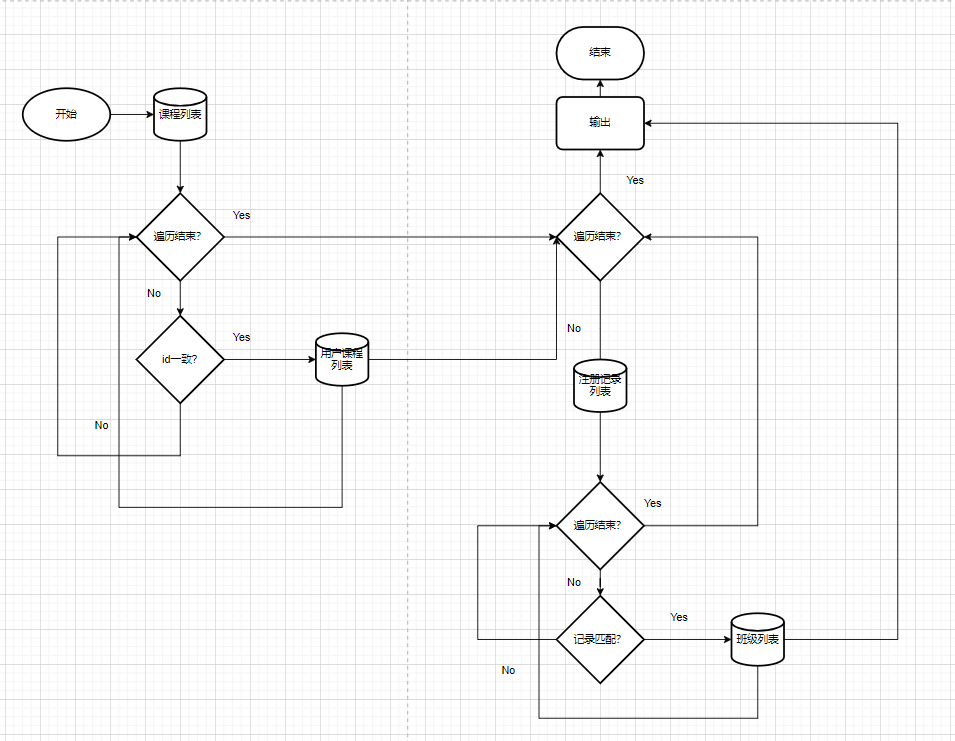 结束
开始
课程列表
输出
Yes
Yes
遍历结束?
遍历结束?
No
No
Yes
用户课程
列表
id一致?
注册记录
列表
No
Yes
遍历结束?
No
Yes
记录匹配?
班级列表
No